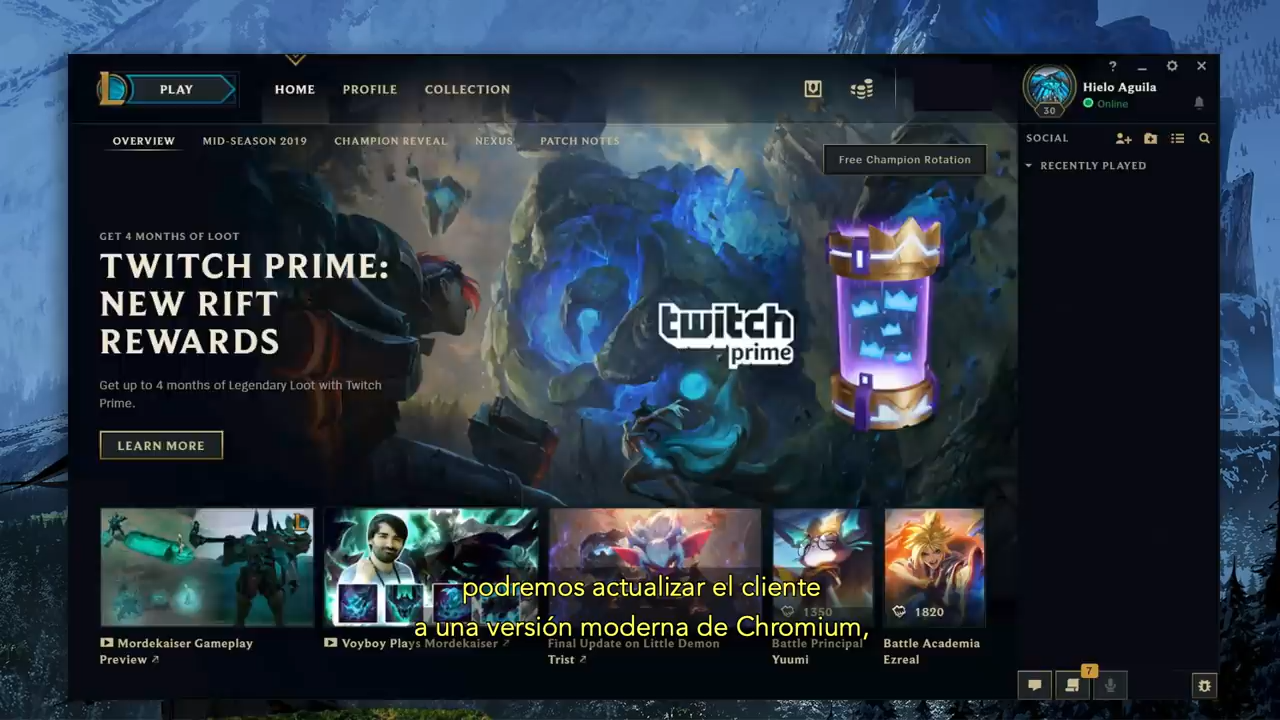 PLAY
HOME
PROFILE
COLLECTION
?
Hielo Aguila
Online
30
OVERVIEW
MID-SEASON 2019
CHAMPION REVEAL
NEXUS
PATCH NOTES
SOCIAL
RECENTLY PLAYED
Free Champion Rotation
GET 4 MONTHS OF LOOT
TWITCH PRIME:
NEW RIFT
REWARDS
twitch
prime
Get up to 4 months of Legendary Loot with Twitch
Prime.
LEARN MORE
podremos actualizar el cliente
a una versión moderna de Chromium,
1350
1820
Mordekaiser Gameplay
Preview
Voyboy Plays Mordekaiser
Final Update on Little Demon
Trist
Battle Principal
Yuumi
Battle Academia
Ezreal
7